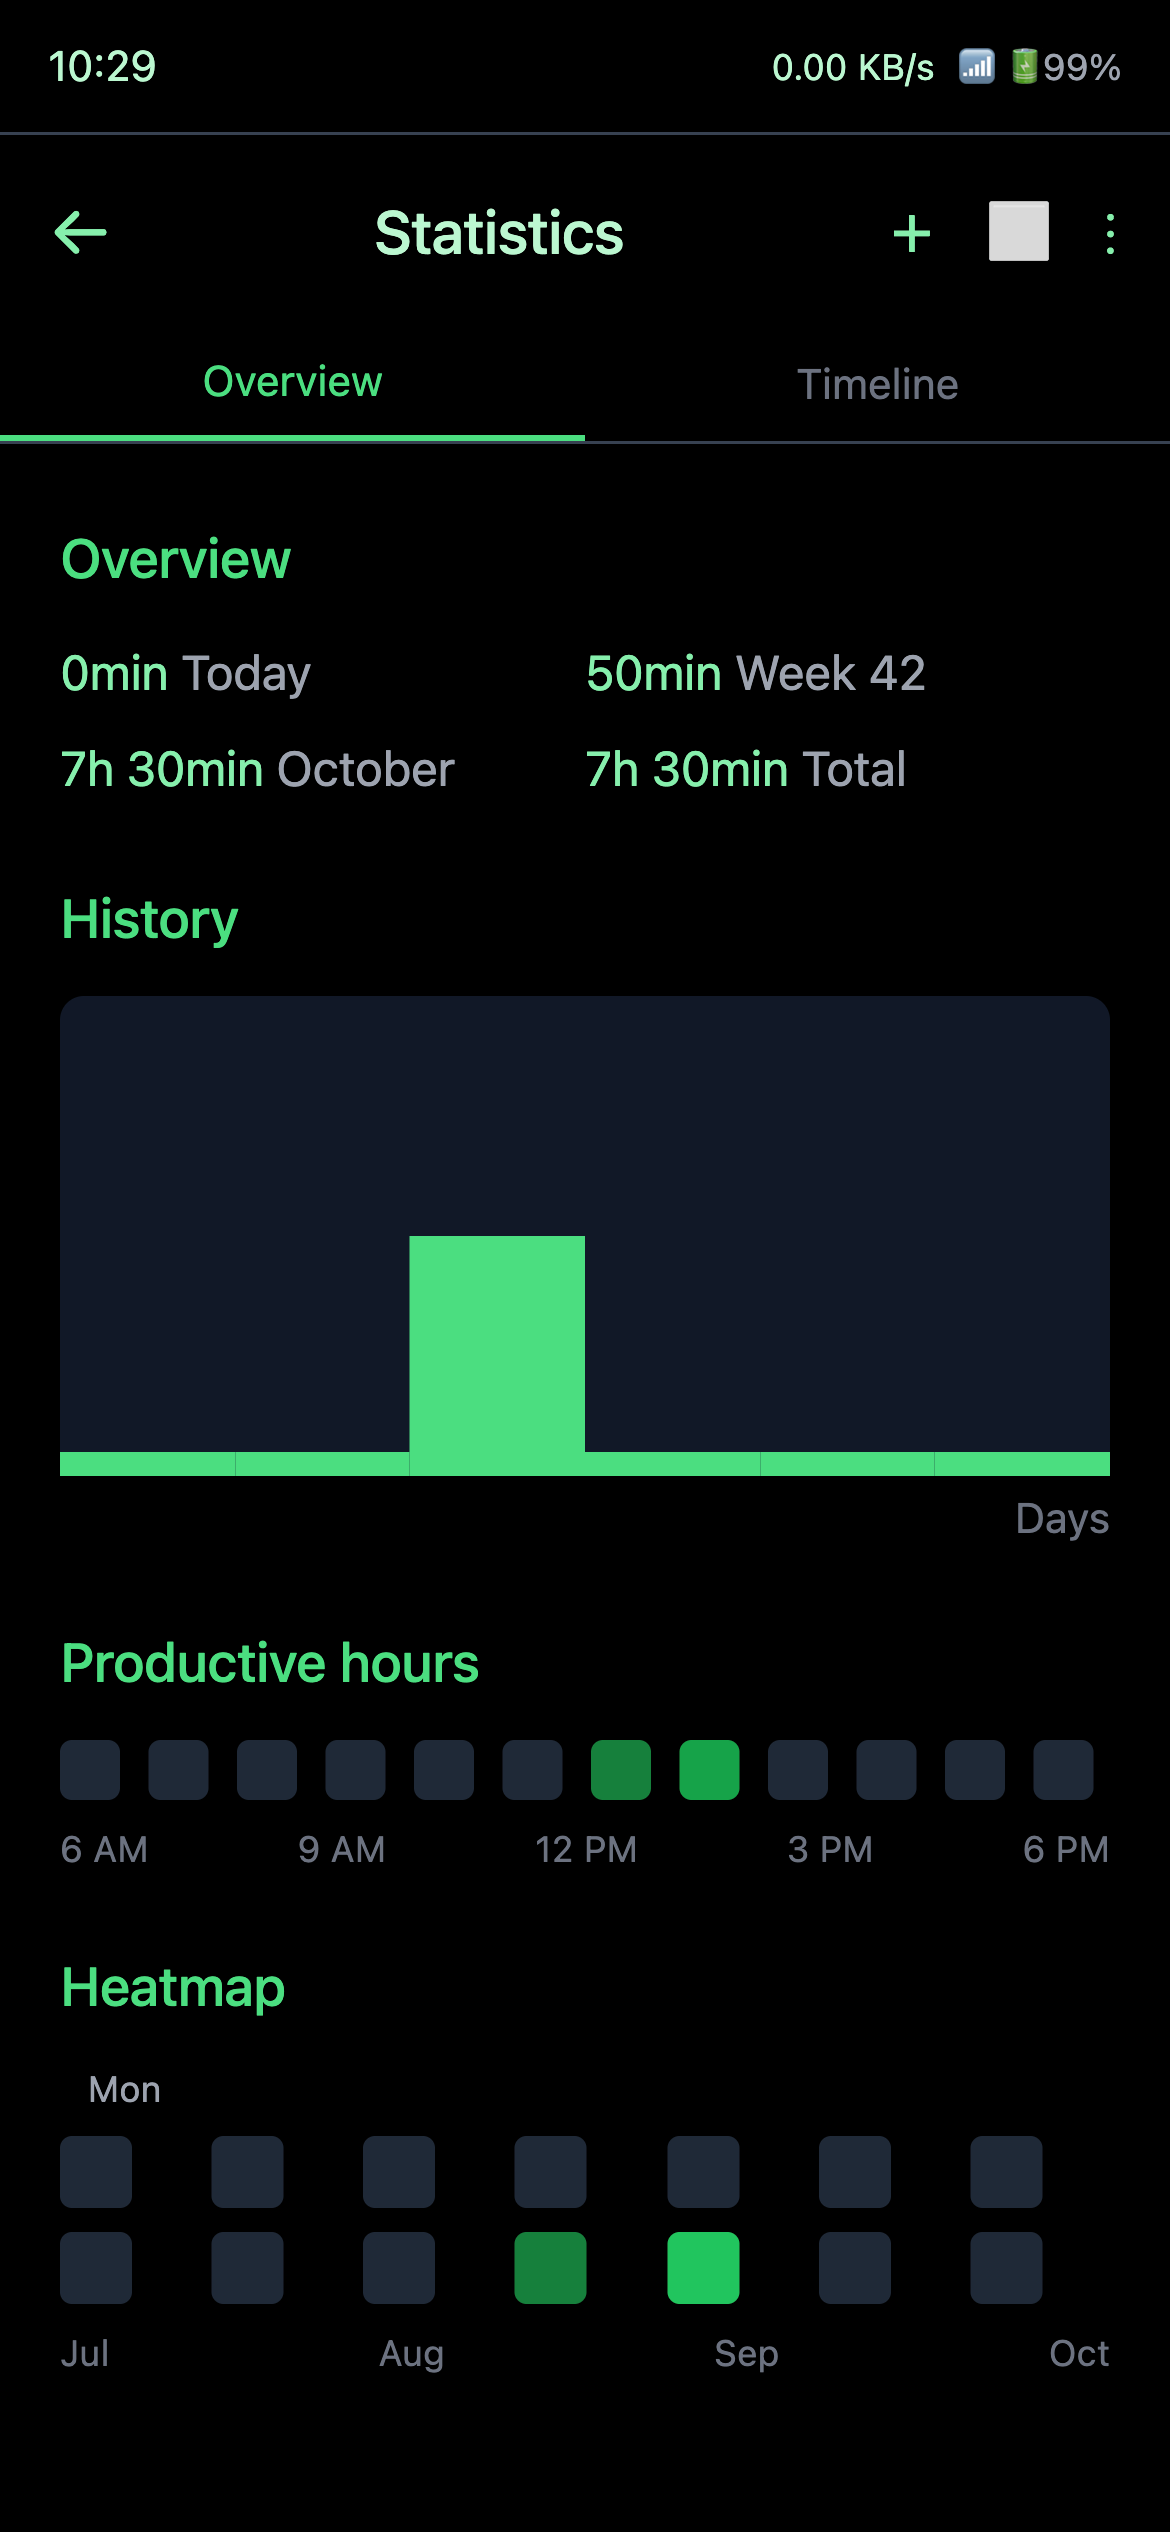 10:29 0.00 KB/s 99%
Statistics
Overview Timeline
Overview
0min Today 50min Week 42
7h 30min October 7h 30min Total
History
Days
Productive hours
6 AM 9 AM 12 PM 3 PM 6 PM
Heatmap
Mon
Jul Aug Sep Oct